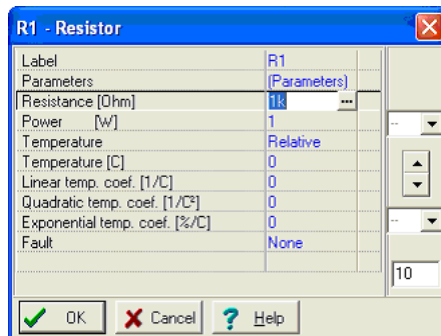 R1 - Resistor
Label R1
Parameters (Parameters)
Resistance [Ohm] 1k ...
Power [W] 1
Temperature Relative
Temperature [C] 0
Linear temp. coef. [1/C] 0
Quadratic temp. coef. [1/C²] 0
Exponential temp. coef. [%/C] 0
Fault None
--
--
10
OK Cancel ? Help